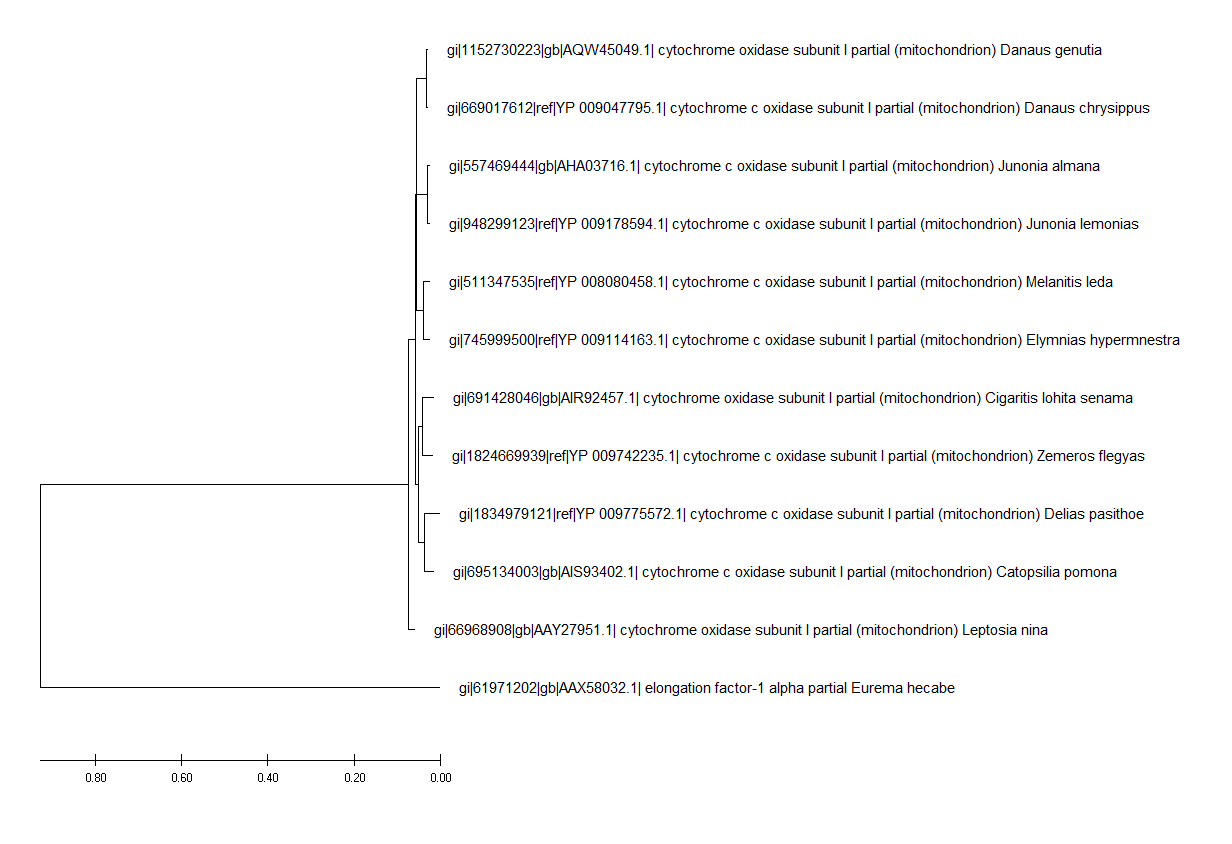 gi|1152730223|gb|AQW45049.1| cytochrome oxidase subunit I partial (mitochondrion) Danaus genutia
gi|669017612|ref|YP 009047795.1| cytochrome c oxidase subunit I partial (mitochondrion) Danaus chrysippus
gi|557469444|gb|AHA03716.1| cytochrome c oxidase subunit I partial (mitochondrion) Junonia almana
gi|948299123|ref|YP 009178594.1| cytochrome c oxidase subunit I partial (mitochondrion) Junonia lemonias
gi|511347535|ref|YP 008080458.1| cytochrome c oxidase subunit I partial (mitochondrion) Melanitis leda
gi|745999500|ref|YP 009114163.1| cytochrome c oxidase subunit I partial (mitochondrion) Elymnias hypermnestra
gi|691428046|gb|AIR92457.1| cytochrome oxidase subunit I partial (mitochondrion) Cigaritis lohita senama
gi|1824669939|ref|YP 009742235.1| cytochrome c oxidase subunit I partial (mitochondrion) Zemeros flegyas
gi|1834979121|ref|YP 009775572.1| cytochrome c oxidase subunit I partial (mitochondrion) Delias pasithoe
gi|695134003|gb|AIS93402.1| cytochrome c oxidase subunit I partial (mitochondrion) Catopsilia pomona
gi|66968908|gb|AAY27951.1| cytochrome oxidase subunit I partial (mitochondrion) Leptosia nina
gi|61971202|gb|AAX58032.1| elongation factor-1 alpha partial Eurema hecabe
0.80 0.60 0.40 0.20 0.00